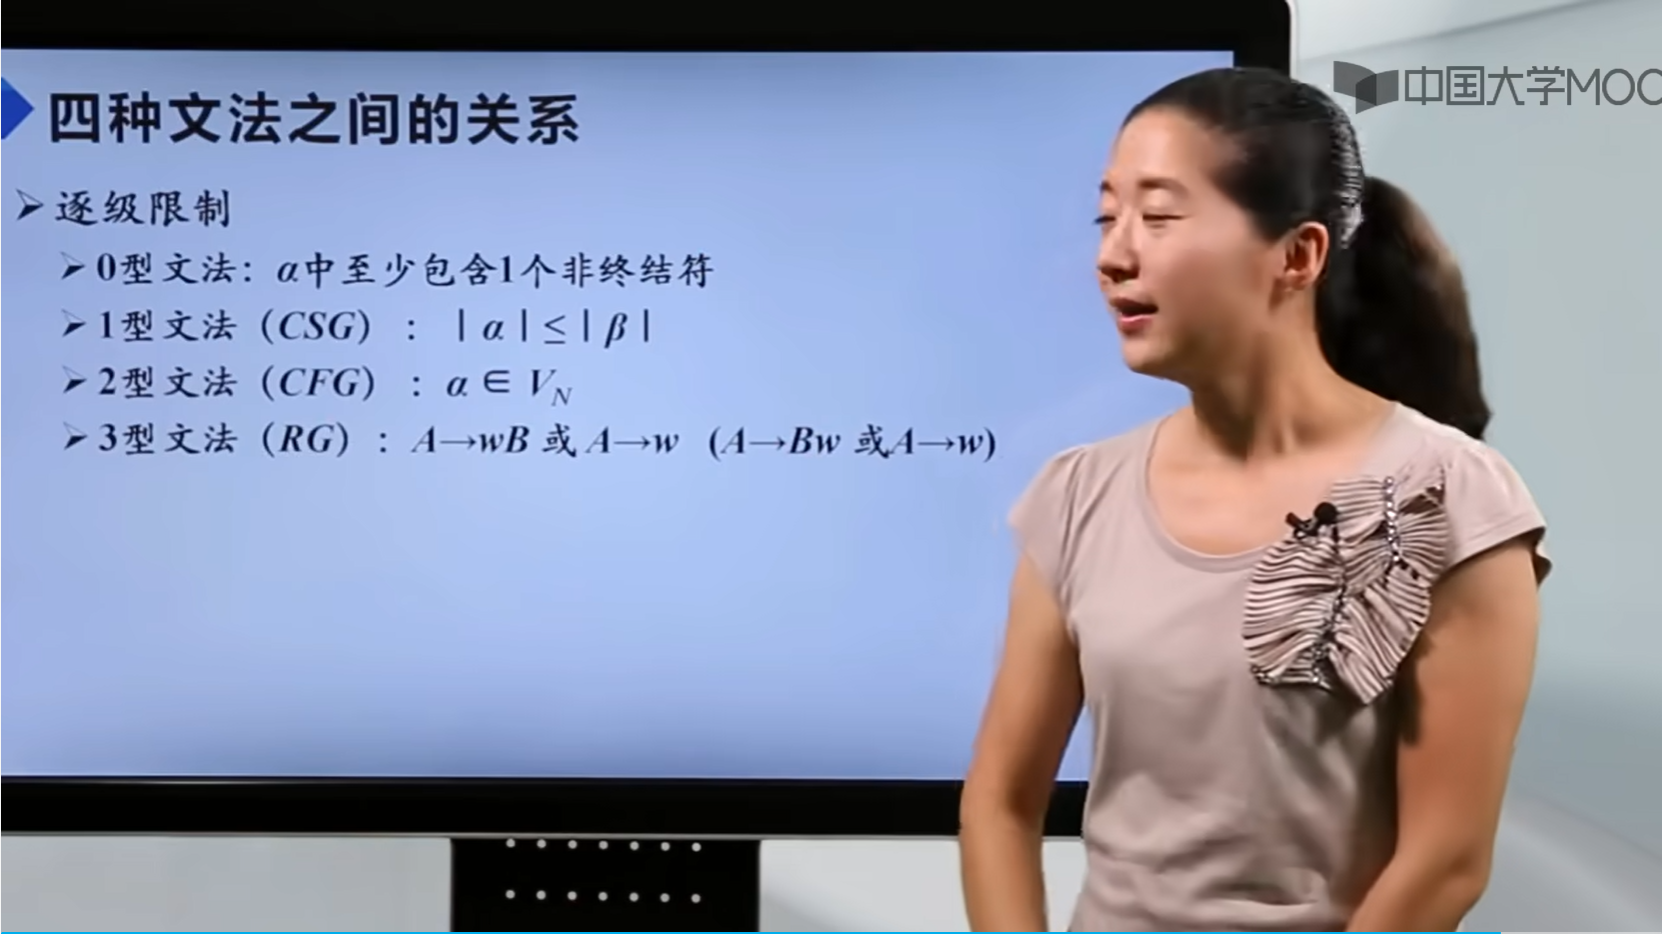 中国大学MOO
四种文法之间的关系
逐级限制
0型文法：α中至少包含1个非终结符
1型文法（CSG）：｜α｜≤｜β｜
2型文法（CFG）：α ∈ V_N
3型文法（RG）：A→wB 或 A→w (A→Bw 或A→w)